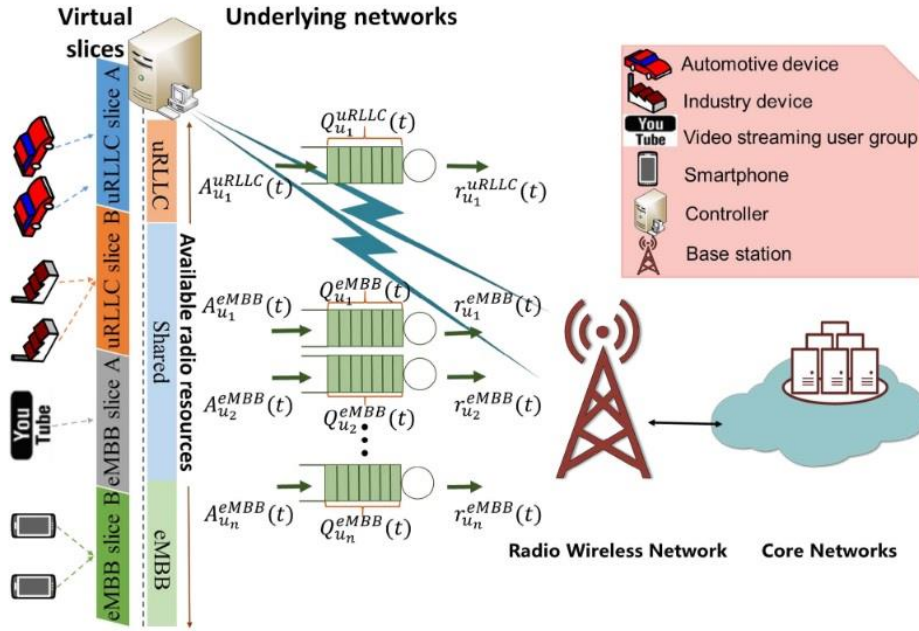 Virtual slices
Underlying networks
uRLLC slice A
uRLLC slice B
eMBB slice A
eMBB slice B
uRLLC
Shared
eMBB
Available radio resources
You
Tube
Q_{u_1}^{uRLLC}(t)
A_{u_1}^{uRLLC}(t)
r_{u_1}^{uRLLC}(t)
A_{u_1}^{eMBB}(t)
Q_{u_1}^{eMBB}(t)
r_{u_1}^{eMBB}(t)
A_{u_2}^{eMBB}(t)
Q_{u_2}^{eMBB}(t)
r_{u_2}^{eMBB}(t)
A_{u_n}^{eMBB}(t)
Q_{u_n}^{eMBB}(t)
r_{u_n}^{eMBB}(t)
Automotive device
Industry device
You
Tube
Video streaming user group
Smartphone
Controller
Base station
Radio Wireless Network
Core Networks